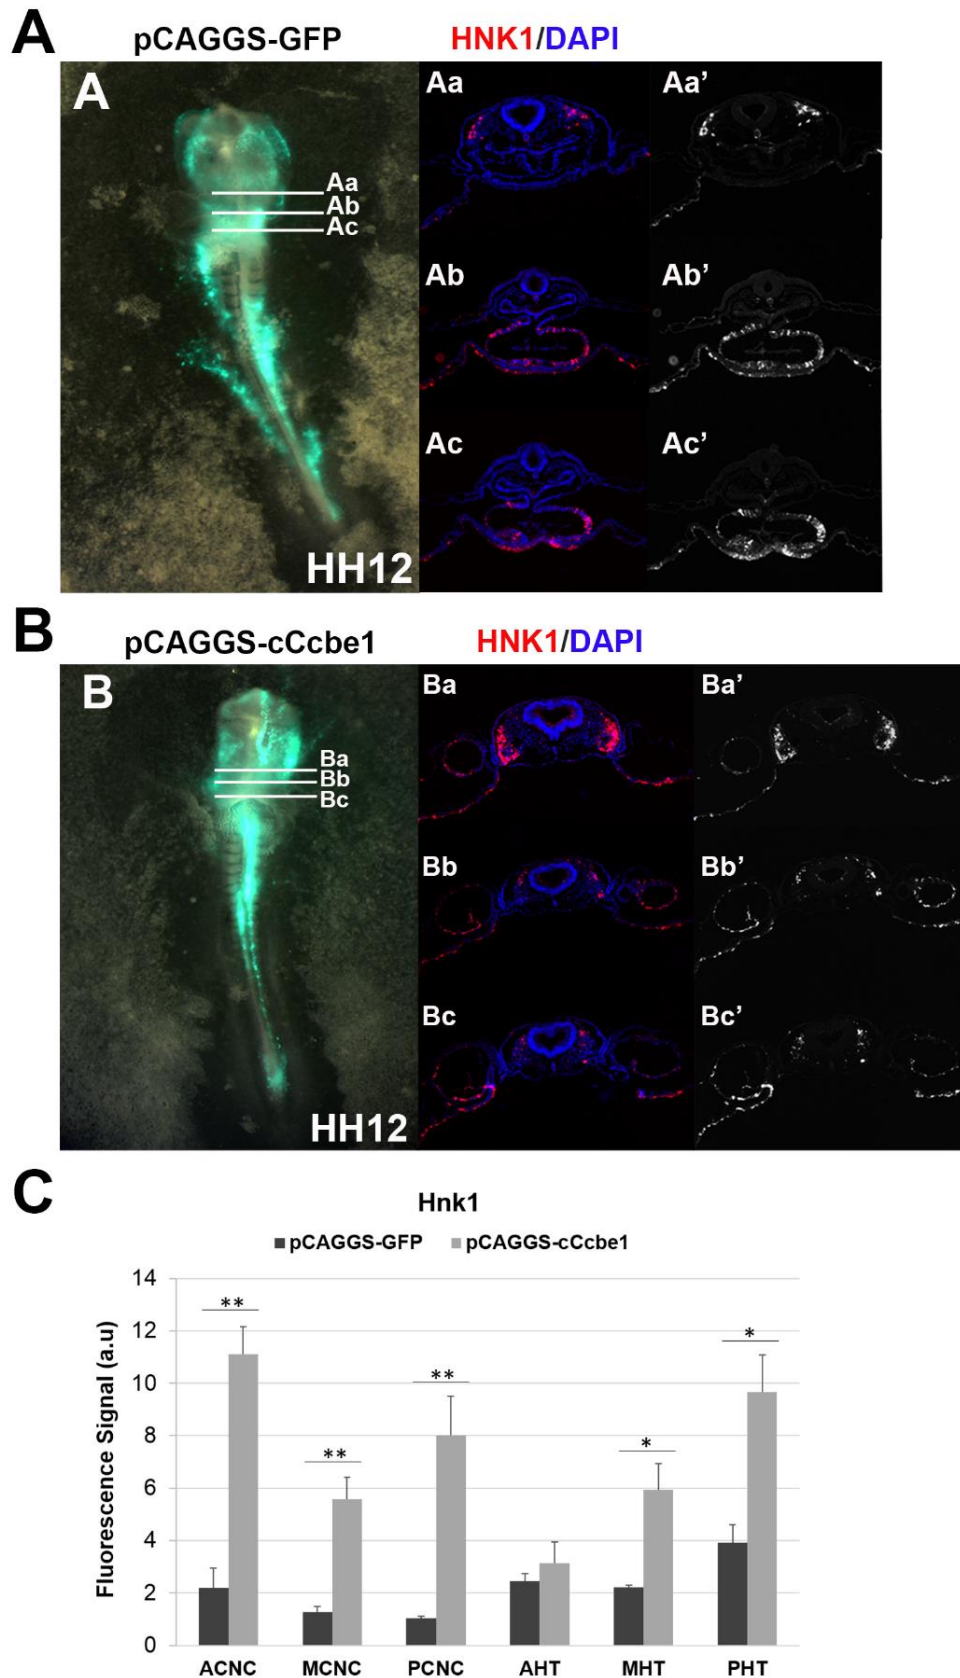 A
pCAGGS-GFP
HNK1/DAPI
A
Aa
Ab
Ac
HH12
Aa
Aa’
Ab
Ab’
Ac
Ac’
B
pCAGGS-cCcbe1
HNK1/DAPI
B
Ba
Bb
Bc
HH12
Ba
Ba’
Bb
Bb’
Bc
Bc’
C
Hnk1
pCAGGS-GFP pCAGGS-cCcbe1
Fluorescence Signal (a.u)
14
12
10
8
6
4
2
0
**
**
**
*
*
ACNC MCNC PCNC AHT MHT PHT